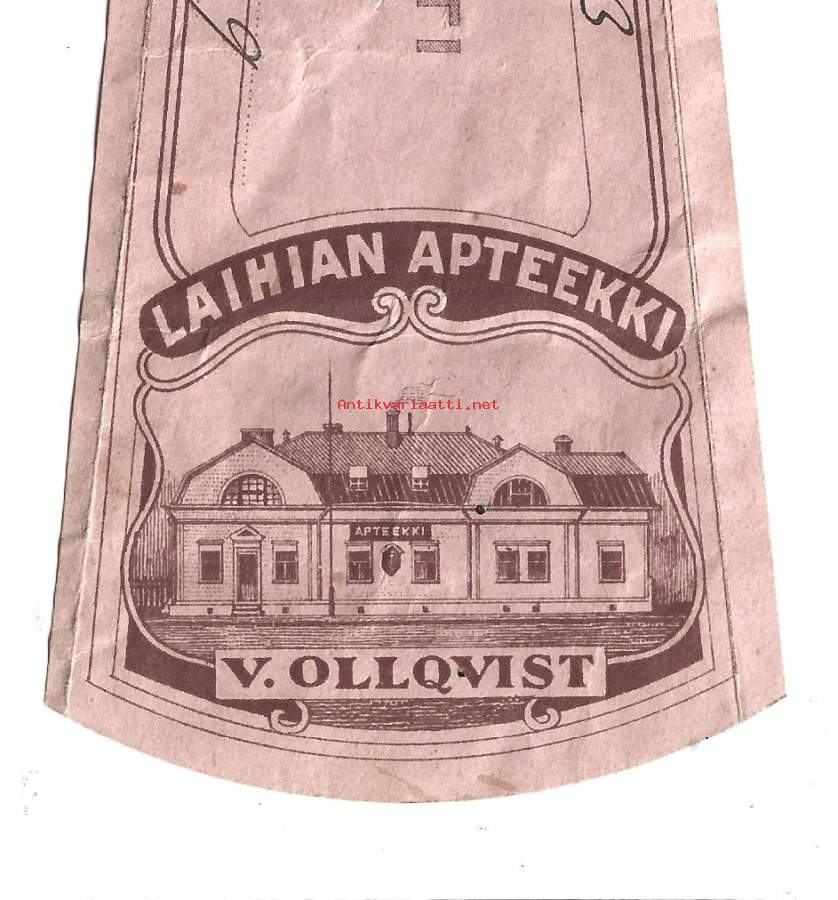 LAIHIAN APTEEKKI
Antikvariaatti.net
APTEEKKI
V. OLLQVIST